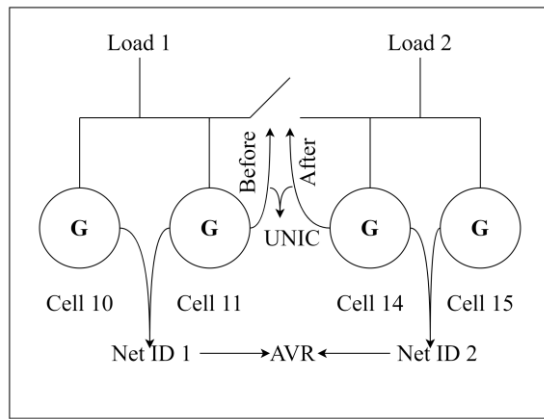 Load 1
Load 2
Before
After
G
G
G
G
UNIC
Cell 10
Cell 11
Cell 14
Cell 15
Net ID 1
AVR
Net ID 2